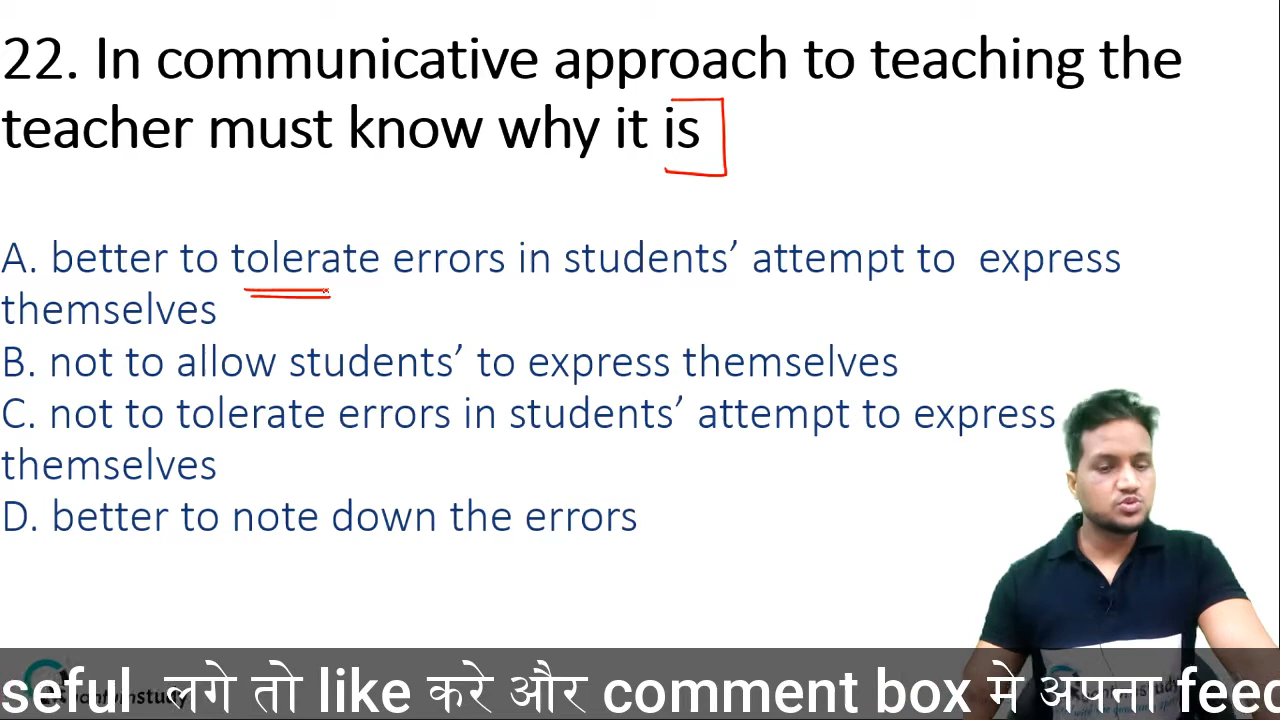 22. In communicative approach to teaching the
teacher must know why it is
A. better to tolerate errors in students’ attempt to express
themselves
B. not to allow students’ to express themselves
C. not to tolerate errors in students’ attempt to express
themselves
D. better to note down the errors
seful लगे तो like करे और comment box मे अपना feed